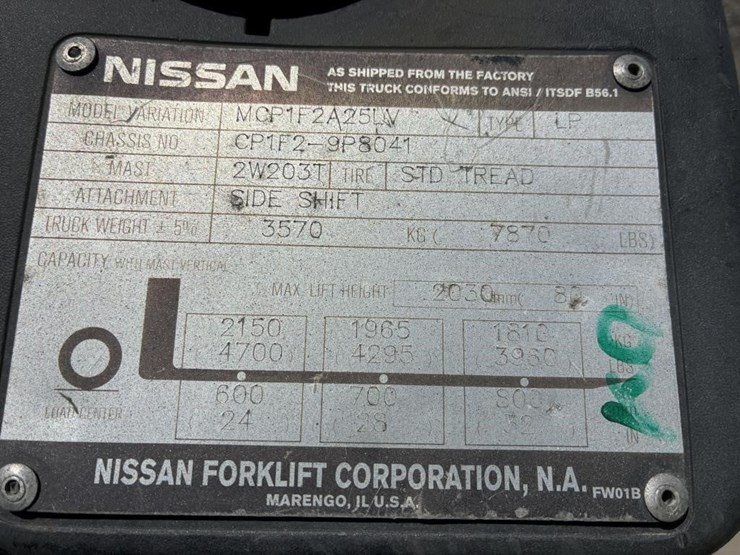 NISSAN
AS SHIPPED FROM THE FACTORY
THIS TRUCK CONFORMS TO ANSI / ITSDF B56.1
MODEL VARIATION MCP1F2A25LV TYPE LP
CHASSIS NO CP1F2-9P8041
MAST 2W203T TIRE STD TREAD
ATTACHMENT SIDE SHIFT
TRUCK WEIGHT ± 5% 3570 KG ( 7870 LBS)
CAPACITY WITH MAST VERTICAL
MAX LIFT HEIGHT 2030 mm( IN)
2150 1965 1810 KG
4700 4295 3960
600 700 800
LOAD CENTER 24 28 32 IN
NISSAN FORKLIFT CORPORATION, N.A. FW01B
MARENGO, IL U.S.A.